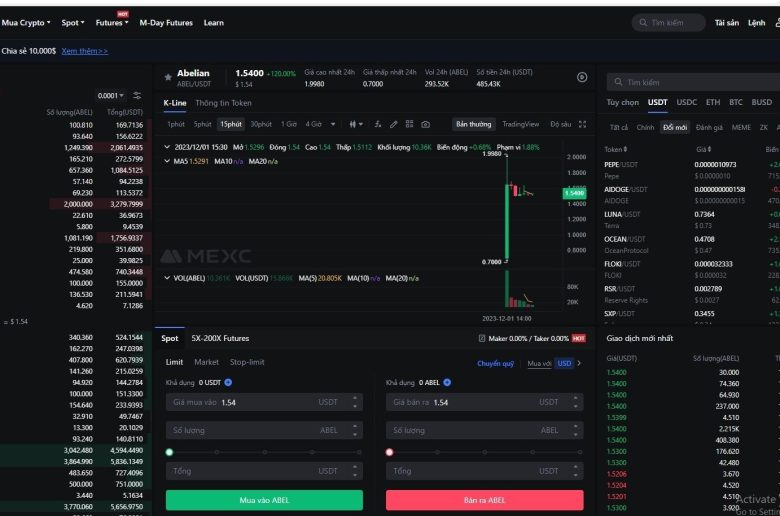 Mua Crypto Spot Futures HOT M-Day Futures Learn Tìm kiếm Tài sản Lệnh
Chia sẻ 10,000$ Xem thêm>>
Abelian 1.5400 +120.00% Giá cao nhất 24h Giá thấp nhất 24h Vol 24h (ABEL) Số tiền 24h (USDT)
ABEL/USDT $ 1.54 1.9980 0.7000 293.52K 485.43K
K-Line Thông tin Token
1phút 5phút 15phút 30phút 1 Giờ 4 Giờ Bản thường TradingView Độ sâu
2023/12/01 15:30 Mở 1.5296 Đóng 1.54 Cao 1.54 Thấp 1.5112 Khối lượng 10.36K Biến động +0.68% Phạm vi 1.88%
MA5 1.5291 MA10 n/a MA20 n/a
1.9980
2.0000
1.8000
1.6000
1.5400
1.4000
1.2000
1.0000
0.8000
0.7000
MEXC
VOL(ABEL) 10.361K VOL(USDT) 15.866K MA(5) 20.805K MA(10) n/a MA(20) n/a
80K
20K
2023-12-01 14:00
0.0001
Số lượng(ABEL) Tổng(USDT)
100.810 169.7136
93.640 156.6222
1,249.390 2,061.4935
165.210 272.5799
657.360 1,084.5125
57.140 94.2238
69.230 113.5372
2,000.000 3,279.7999
22.610 36.9673
5.800 9.4539
1,081.190 1,756.9337
219.800 351.6800
25.000 39.9825
474.580 740.3448
100.000 155.0000
136.530 211.5941
4.620 7.1286
≈ $ 1.54
340.360 524.1544
162.270 247.0398
407.800 620.7939
141.260 215.0259
94.920 144.2784
100.000 151.3300
154.640 233.9393
32.910 49.7467
13.300 20.1029
93.240 140.8110
3,042.480 4,594.4490
3,864.990 5,836.1349
483.650 727.4096
500.000 751.0000
3.440 5.1634
3,770.060 5,656.9750
Spot 5X-200X Futures Maker 0.00% / Taker 0.00% HOT
Limit Market Stop-limit Chuyển quỹ Mua với USD
Khả dụng 0 USDT Khả dụng 0 ABEL
Giá mua vào 1.54 USDT Giá bán ra 1.54 USDT
Số lượng ABEL Số lượng ABEL
Tổng USDT Tổng USDT
Mua vào ABEL Bán ra ABEL
Tìm kiếm
Tùy chọn USDT USDC ETH BTC BUSD
Tất cả Chính Đổi mới Đánh giá MEME ZK
Token Giá Biến
PEPE/USDT 0.0000010973
Pepe $ 0.0000010
AIDOGE/USDT
AIDOGE
LUNA/USDT 0.7364
Terra $ 0.73
OCEAN/USDT 0.4708
OceanProtocol $ 0.47
FLOKI/USDT 0.000032333
FLOKI $ 0.000032
RSR/USDT 0.002789
Reserve Rights $ 0.0027
SXP/USDT 0.3455
Giao dịch mới nhất
Giá(USDT) Số lượng(ABEL)
1.5400 30.000
1.5400 74.360
1.5400 64.930
1.5400 237.000
1.5399 4.510
1.5400 2.215K
1.5400 408.380
1.5300 176.620
1.5300 42.480
1.5206 3.670
1.5204 4.520
1.5201 4.510
1.5300 3.920
Activate
Go to Setting